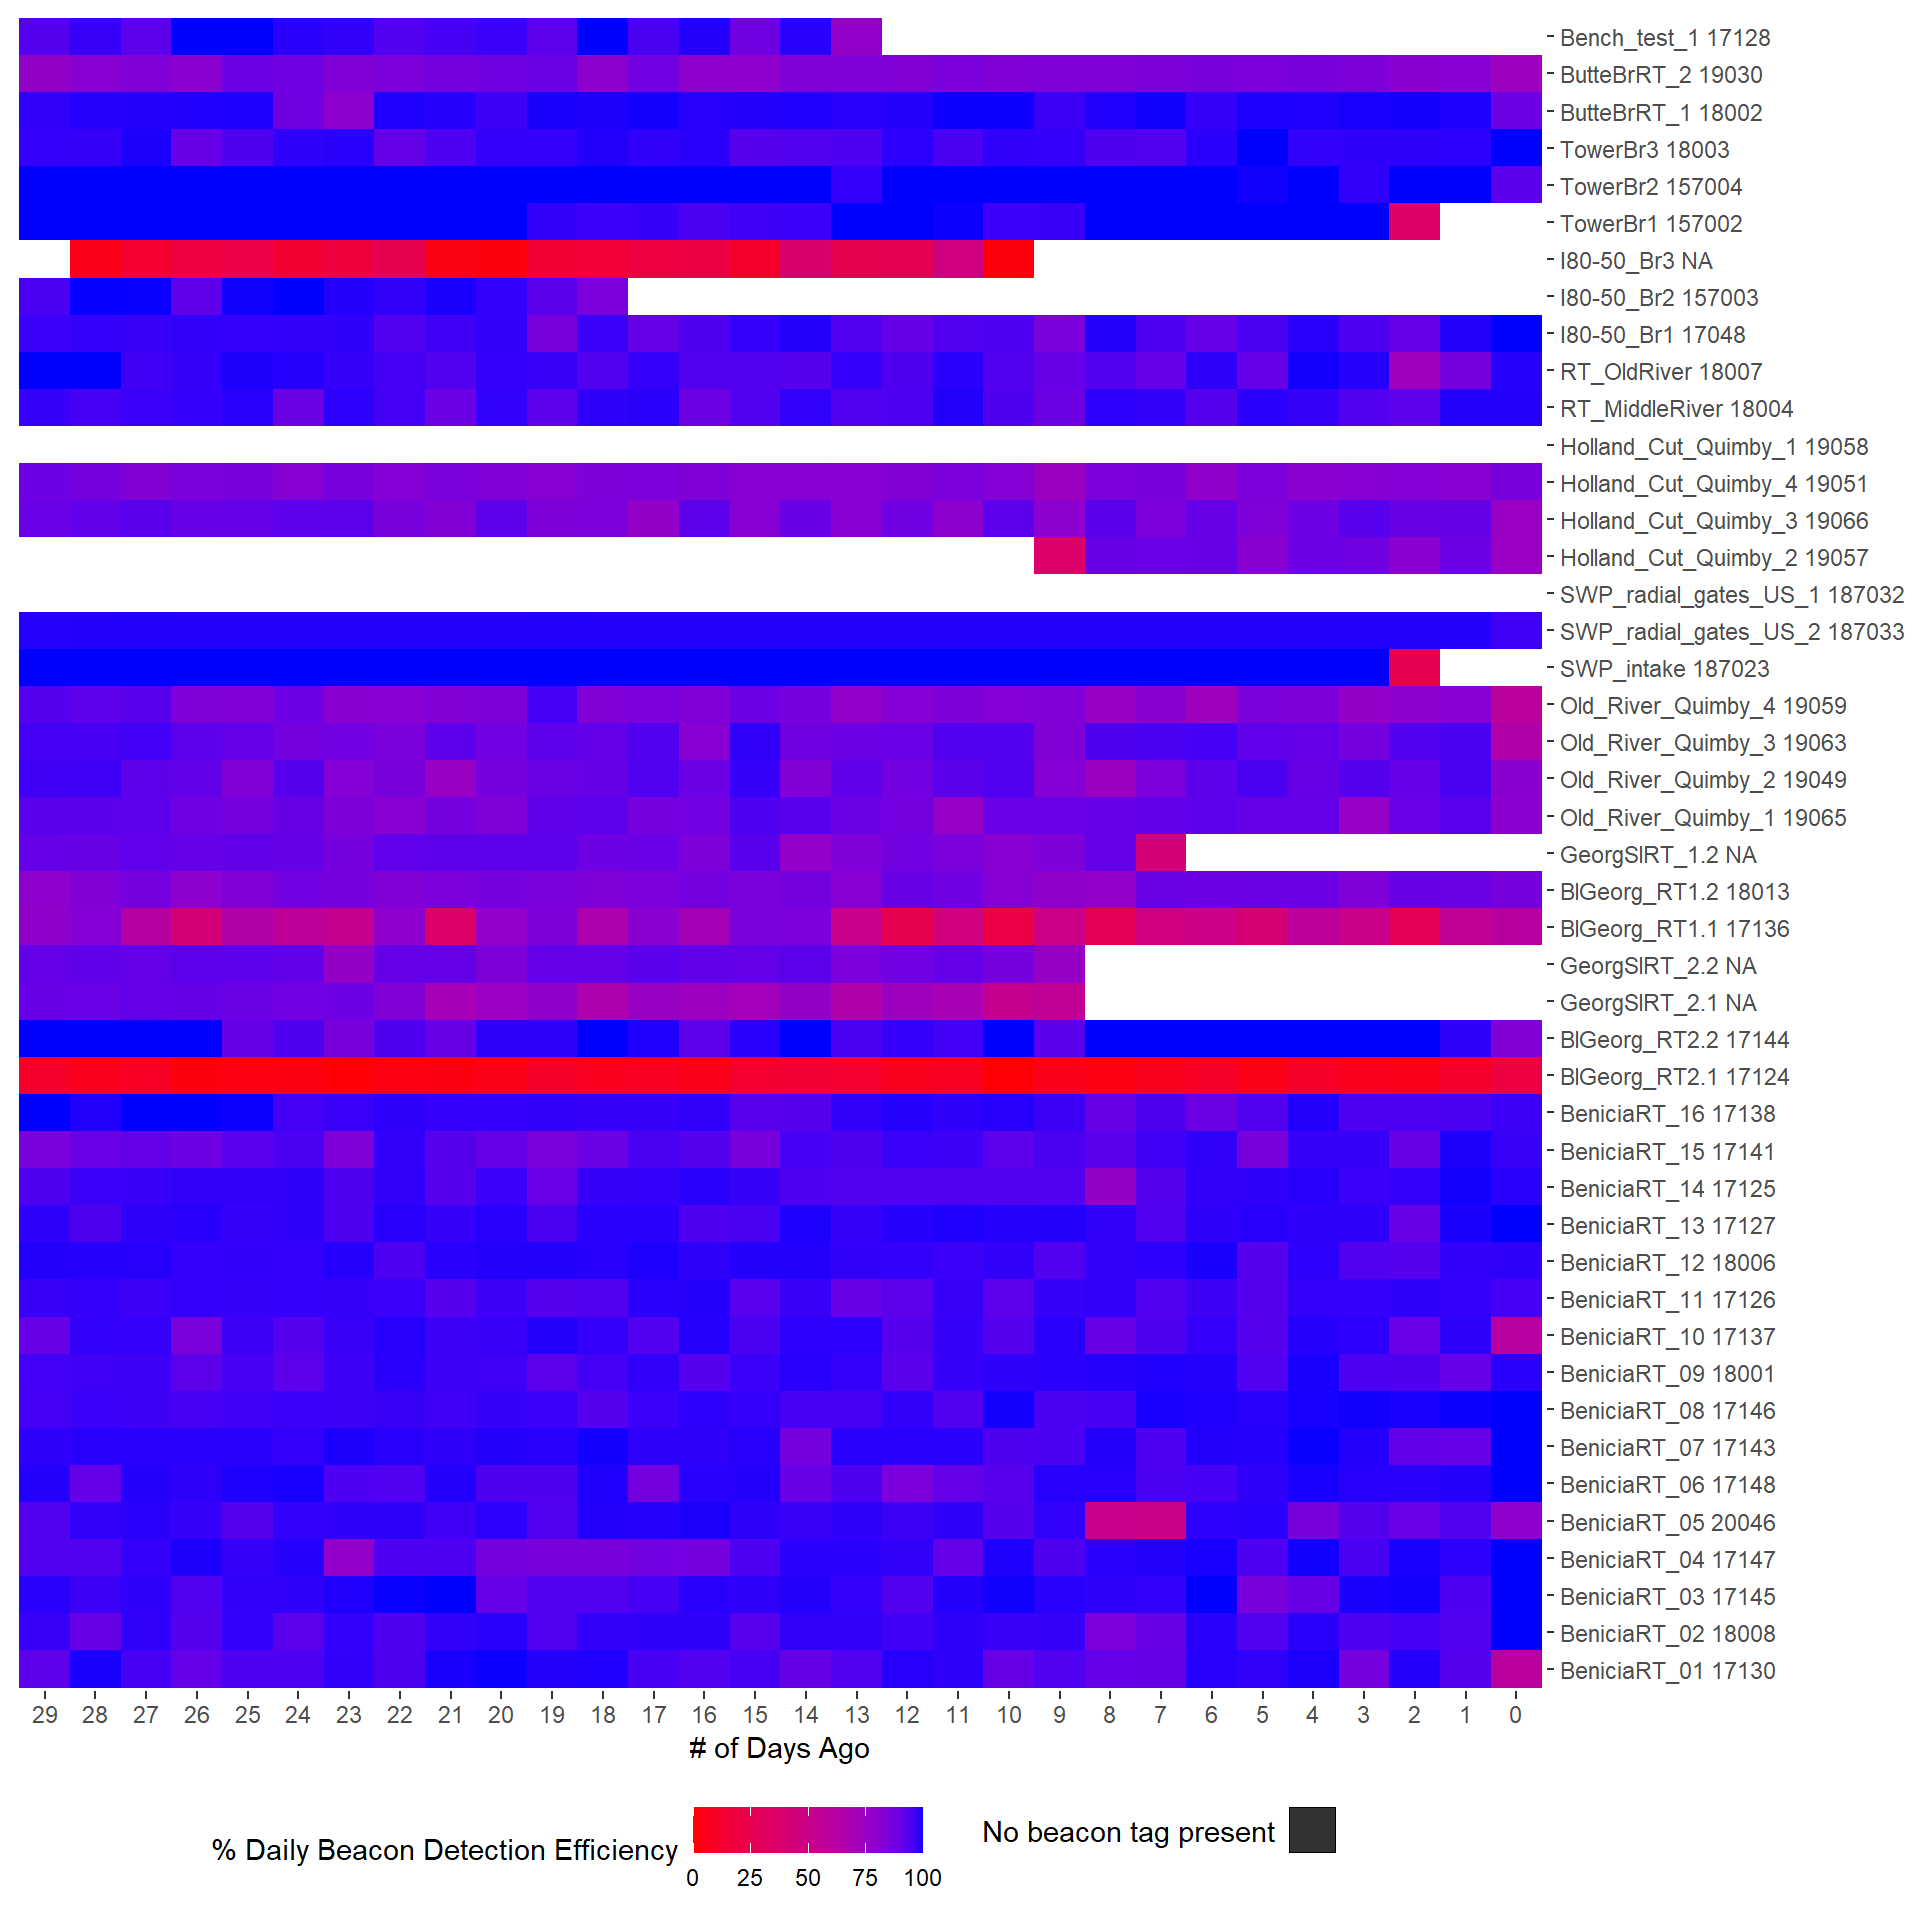 Bench_test_1 17128
ButteBrRT_2 19030
ButteBrRT_1 18002
TowerBr3 18003
TowerBr2 157004
TowerBr1 157002
I80-50_Br3 NA
I80-50_Br2 157003
I80-50_Br1 17048
RT_OldRiver 18007
RT_MiddleRiver 18004
Holland_Cut_Quimby_1 19058
Holland_Cut_Quimby_4 19051
Holland_Cut_Quimby_3 19066
Holland_Cut_Quimby_2 19057
SWP_radial_gates_US_1 187032
SWP_radial_gates_US_2 187033
SWP_intake 187023
Old_River_Quimby_4 19059
Old_River_Quimby_3 19063
Old_River_Quimby_2 19049
Old_River_Quimby_1 19065
GeorgSlRT_1.2 NA
BlGeorg_RT1.2 18013
BlGeorg_RT1.1 17136
GeorgSlRT_2.2 NA
GeorgSlRT_2.1 NA
BlGeorg_RT2.2 17144
BlGeorg_RT2.1 17124
BeniciaRT_16 17138
BeniciaRT_15 17141
BeniciaRT_14 17125
BeniciaRT_13 17127
BeniciaRT_12 18006
BeniciaRT_11 17126
BeniciaRT_10 17137
BeniciaRT_09 18001
BeniciaRT_08 17146
BeniciaRT_07 17143
BeniciaRT_06 17148
BeniciaRT_05 20046
BeniciaRT_04 17147
BeniciaRT_03 17145
BeniciaRT_02 18008
BeniciaRT_01 17130
29 28 27 26 25 24 23 22 21 20 19 18 17 16 15 14 13 12 11 10 9 8 7 6 5 4 3 2 1 0
# of Days Ago
% Daily Beacon Detection Efficiency
0 25 50 75 100
No beacon tag present